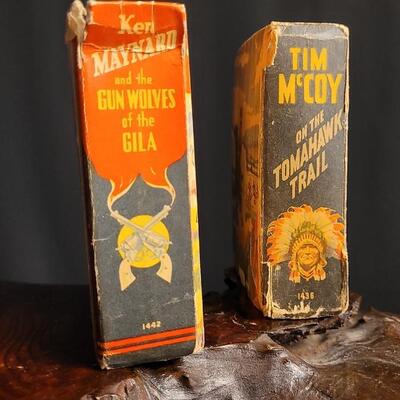 Ken
MAYNARD
and the
GUN WOLVES
of the
GILA
1442
TIM
McCOY
ON THE
TOMAHAWK
TRAIL
1436